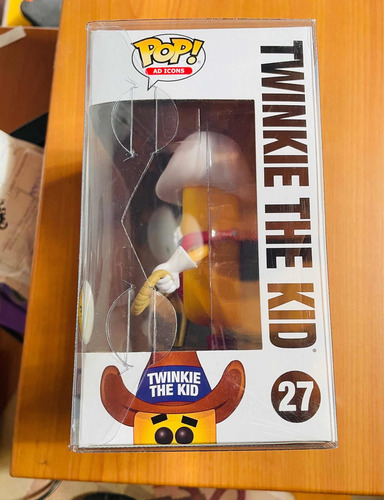 POP!
AD ICONS
TWINKIE THE KID
TWINKIE
THE KID
27